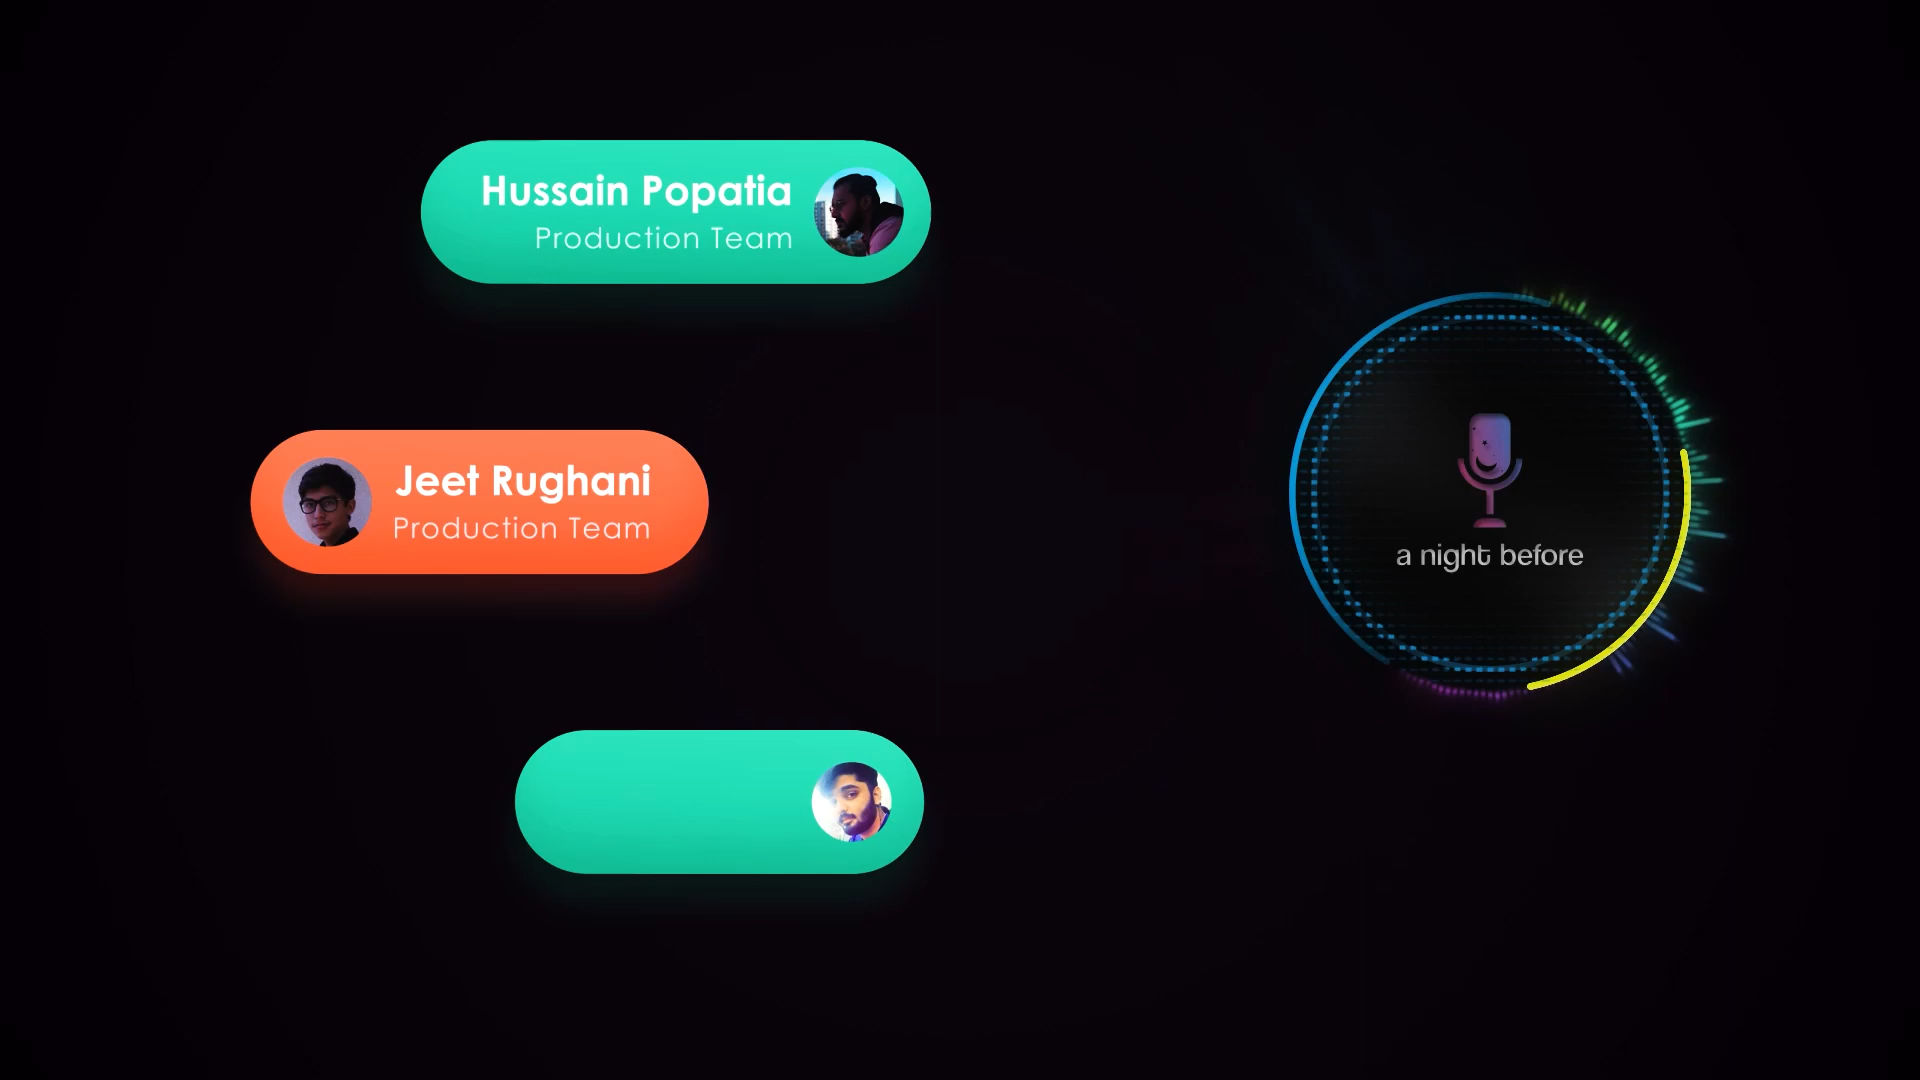 Hussain Popatia
Production Team
Jeet Rughani
Production Team
a night before